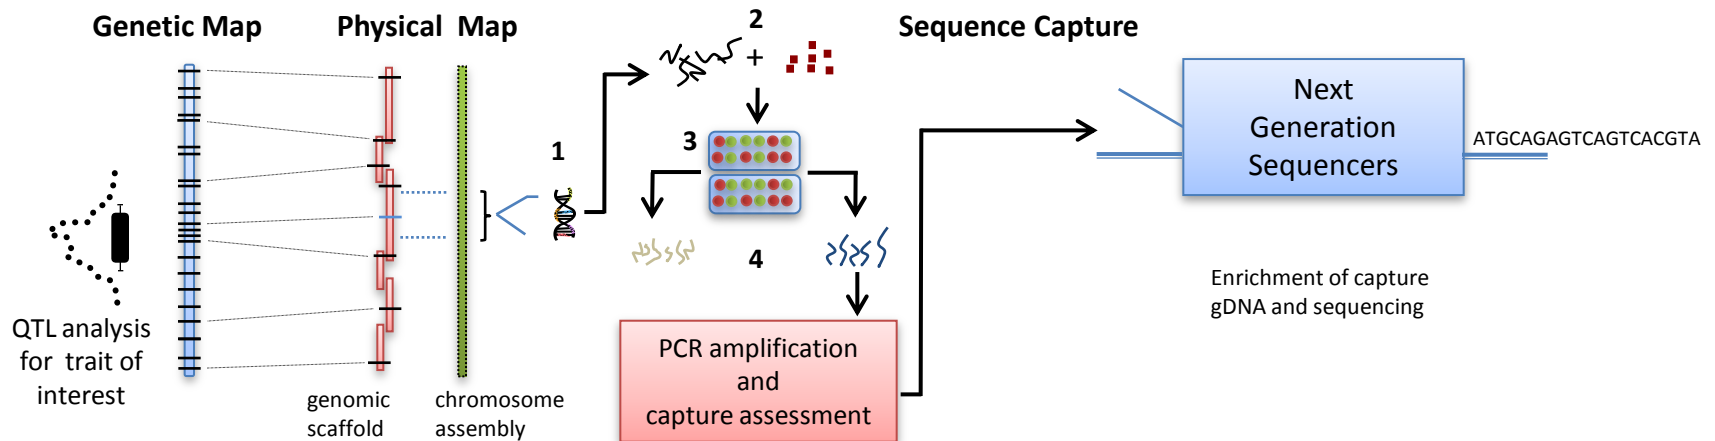 Genetic Map
Physical Map
2
Sequence Capture
+
Next
Generation
Sequencers
ATGCAGAGTCAGTCACGTA
3
1
4
QTL analysis
for trait of
interest
genomic
scaffold
chromosome
assembly
PCR amplification
and
capture assessment
Enrichment of capture
gDNA and sequencing